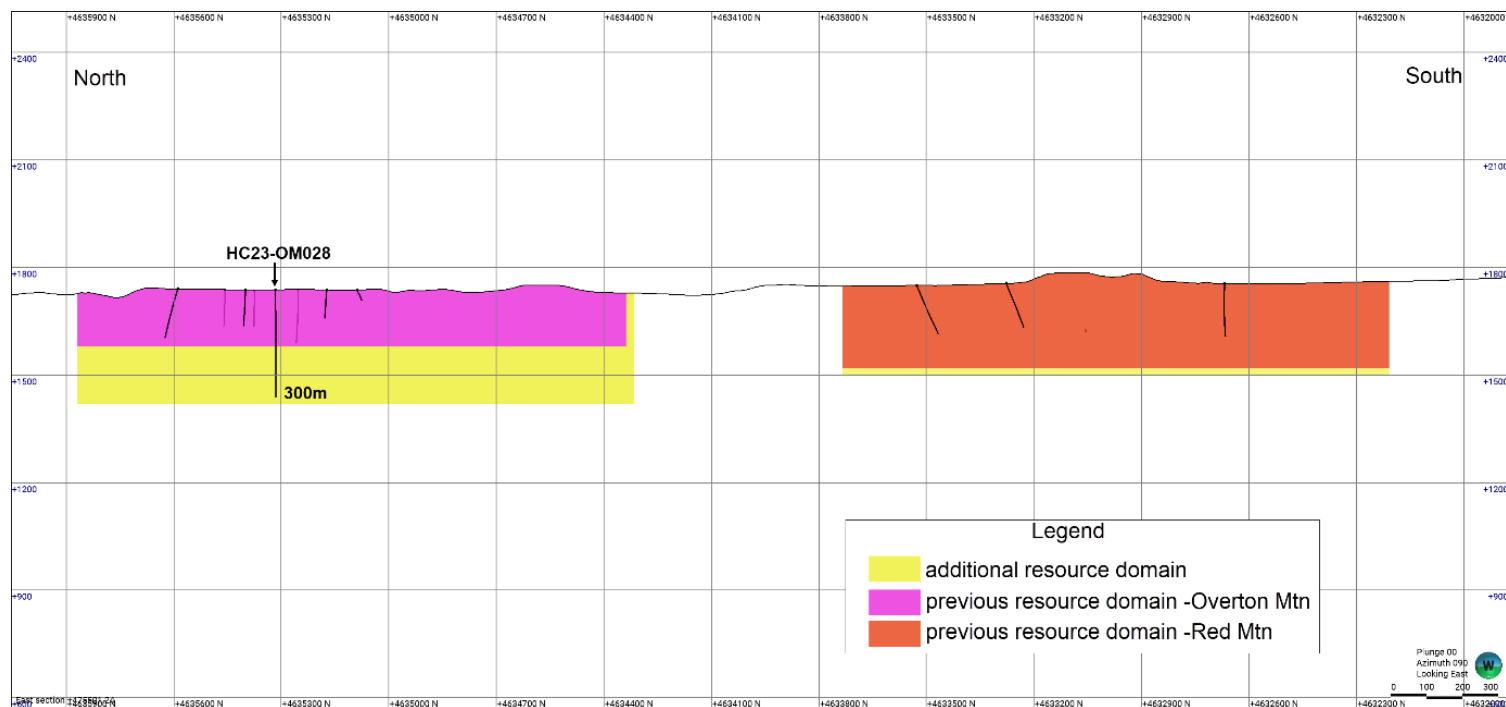 +4635900 N +4635600 N +4635300 N +4635000 N +4634700 N +4634400 N +4634100 N +4633800 N +4633500 N +4633200 N +4632900 N +4632600 N +4632300 N +4632000 N
+2400 +2400
North South
+2100 +2100
HC23-OM028
+1800 +1800
+1500 +1500
300m
+1200 +1200
Legend
additional resource domain
+900 +900
previous resource domain -Overton Mtn
previous resource domain -Red Mtn
Plunge 00
Azimuth 090
Looking East
W
0 100 200 300
East section
+4635900 N +4635600 N +4635300 N +4635000 N +4634700 N +4634400 N +4634100 N +4633800 N +4633500 N +4633200 N +4632900 N +4632600 N +4632300 N